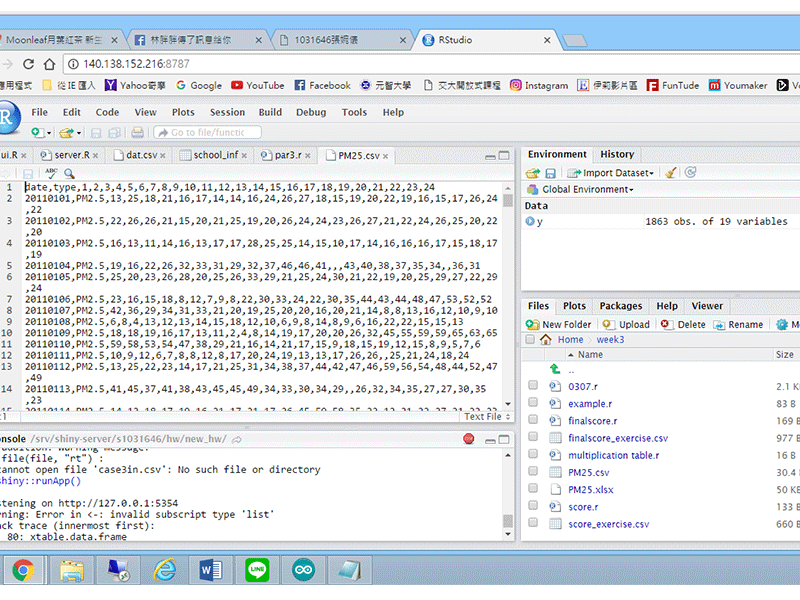 Moonleaf月葉紅茶 新生
林胖胖傳了訊息給你
1031646張婉儀
RStudio
140.138.152.216:8787
應用程式 從 IE 匯入 Yahoo奇摩 Google YouTube Facebook 元智大學 交大開放式課程 Instagram 伊莉影片區 FunTude Youmaker
File Edit Code View Plots Session Build Debug Tools Help
Go to file/functic
ui.R server.R dat.csv school_inf par3.r PM25.csv
1 date,type,1,2,3,4,5,6,7,8,9,10,11,12,13,14,15,16,17,18,19,20,21,22,23,24
2 20110101,PM2.5,13,25,18,21,16,17,14,14,16,24,26,27,18,15,19,20,22,19,16,15,17,26,24
,22
3 20110102,PM2.5,22,26,26,21,15,20,21,25,19,20,26,24,24,23,26,27,21,22,24,26,25,20,22
,20
4 20110103,PM2.5,16,13,11,14,16,13,17,17,28,25,25,14,15,10,17,14,16,16,16,17,15,18,17
,19
5 20110104,PM2.5,19,16,22,26,32,33,31,29,32,37,46,46,41,,,43,40,38,37,35,34,,36,31
6 20110105,PM2.5,25,20,23,26,28,20,25,26,33,29,21,25,24,30,21,22,19,20,25,29,27,22,29
,24
7 20110106,PM2.5,23,16,15,18,8,12,7,9,8,22,30,33,24,22,30,35,44,43,44,48,47,53,52,52
8 20110107,PM2.5,42,36,29,34,31,33,21,20,19,25,20,20,16,20,21,14,8,8,13,16,12,10,9,10
9 20110108,PM2.5,6,8,4,13,12,13,14,15,18,12,10,6,9,8,14,8,9,6,16,22,22,15,15,13
10 20110109,PM2.5,18,18,19,16,17,13,11,2,4,8,14,19,17,20,20,26,32,45,55,59,59,65,63,65
11 20110110,PM2.5,59,58,53,54,47,38,29,21,16,14,21,17,15,9,18,15,19,12,15,8,9,5,7,6
12 20110111,PM2.5,10,9,12,6,7,8,8,12,8,17,20,24,19,13,13,17,26,26,,25,21,24,18,24
13 20110112,PM2.5,13,25,22,23,14,17,21,25,31,34,38,37,44,42,47,46,59,56,54,48,44,52,47
,49
14 20110113,PM2.5,41,45,37,41,38,43,45,45,49,34,33,30,34,29,,26,32,34,35,27,27,30,35
,23
:1 Text File
onsole /srv/shiny-server/s1031646/hw/new_hw/
file(file, "rt") :
cannot open file 'case3in.csv': No such file or directory
shiny::runApp()
stening on http://127.0.0.1:5354
rning: Error in <-: invalid subscript type 'list'
ack trace (innermost first):
80: xtable.data.frame
Environment History
Import Dataset
Global Environment
Data
y 1863 obs. of 19 variables
Files Plots Packages Help Viewer
New Folder Upload Delete Rename Mo
Home week3
Name Size
..
0307.r 2.1 K
example.r 83 B
finalscore.r 169 B
finalscore_exercise.csv 977 B
multiplication table.r 16 B
PM25.csv 30.4
PM25.xlsx 50 K
score.r 133 B
score_exercise.csv 660 B
LINE